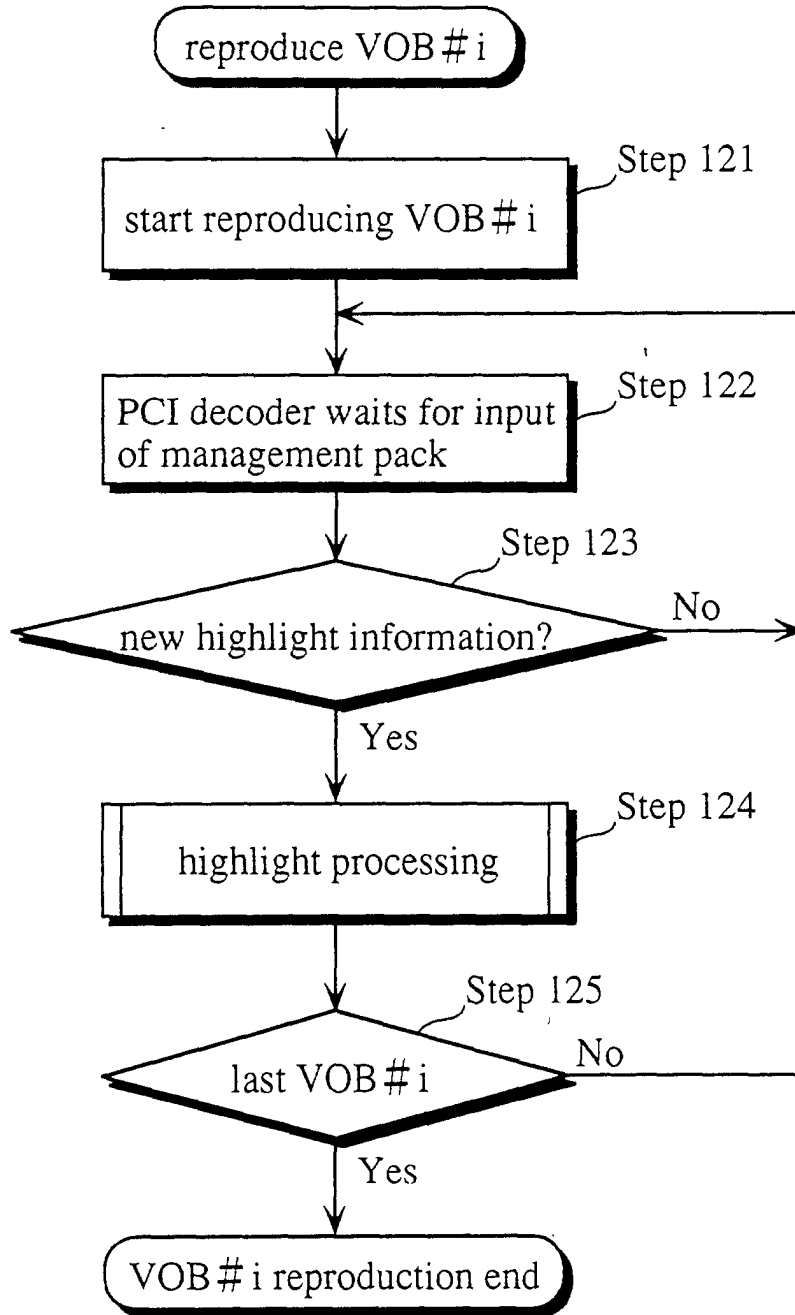 reproduce VOB # i
Step 121
start reproducing VOB # i
Step 122
PCI decoder waits for input
of management pack
Step 123
new highlight information?
No
Yes
Step 124
highlight processing
Step 125
last VOB # i
No
Yes
VOB # i reproduction end